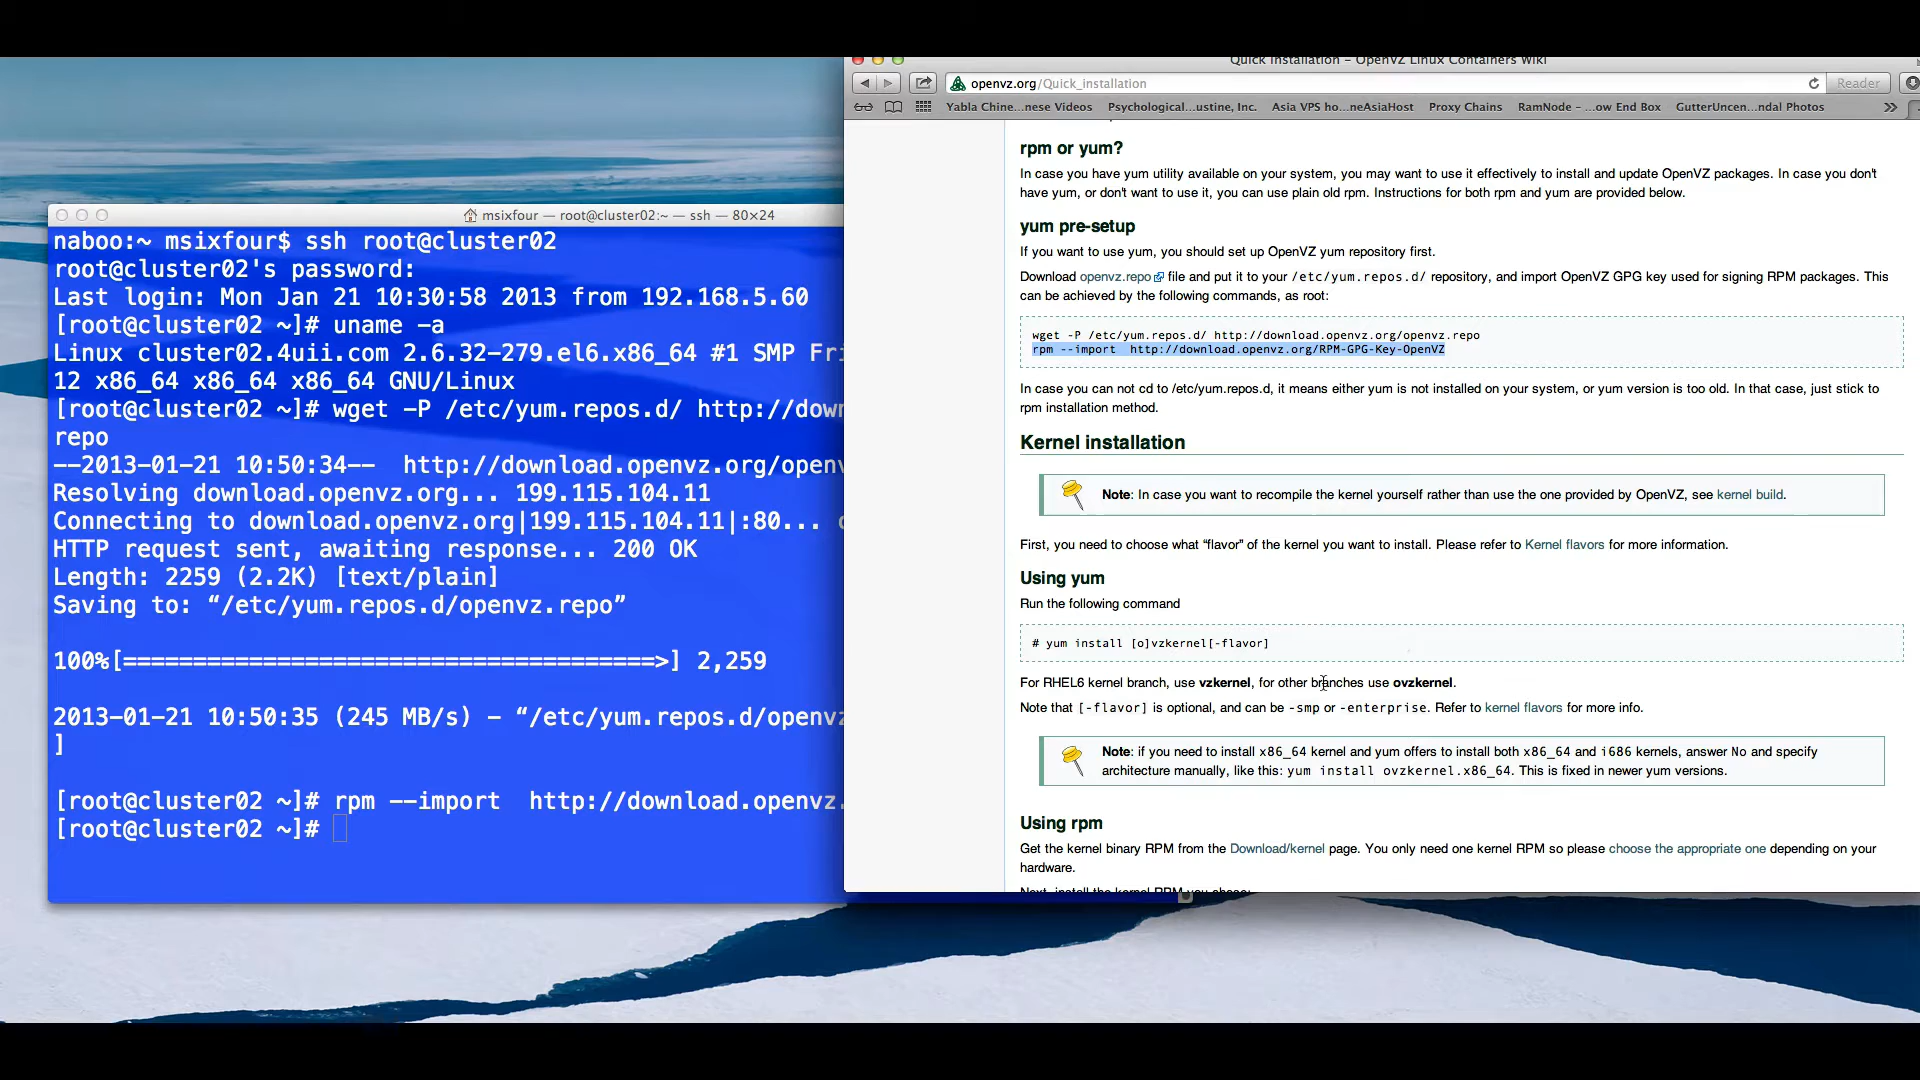 msixfour — root@cluster02:~ — ssh — 80×24
naboo:~ msixfour$ ssh root@cluster02
root@cluster02's password:
Last login: Mon Jan 21 10:30:58 2013 from 192.168.5.60
[root@cluster02 ~]# uname -a
Linux cluster02.4uii.com 2.6.32-279.el6.x86_64 #1 SMP Fri
12 x86_64 x86_64 x86_64 GNU/Linux
[root@cluster02 ~]# wget -P /etc/yum.repos.d/ http://down
repo
--2013-01-21 10:50:34--  http://download.openvz.org/openv
Resolving download.openvz.org... 199.115.104.11
Connecting to download.openvz.org|199.115.104.11|:80...
HTTP request sent, awaiting response... 200 OK
Length: 2259 (2.2K) [text/plain]
Saving to: “/etc/yum.repos.d/openvz.repo”
100%[======================================>] 2,259
2013-01-21 10:50:35 (245 MB/s) - “/etc/yum.repos.d/openvz
]
[root@cluster02 ~]# rpm --import  http://download.openvz.
[root@cluster02 ~]#
Quick installation - OpenVZ Linux Containers Wiki
openvz.org/Quick_installation
Reader
Yabla Chine...nese Videos Psychological...ustine, Inc. Asia VPS ho...neAsiaHost Proxy Chains RamNode - ...ow End Box GutterUncen...ndal Photos »
rpm or yum?
In case you have yum utility available on your system, you may want to use it effectively to install and update OpenVZ packages. In case you don't
have yum, or don't want to use it, you can use plain old rpm. Instructions for both rpm and yum are provided below.
yum pre-setup
If you want to use yum, you should set up OpenVZ yum repository first.
Download openvz.repo file and put it to your /etc/yum.repos.d/ repository, and import OpenVZ GPG key used for signing RPM packages. This
can be achieved by the following commands, as root:
wget -P /etc/yum.repos.d/ http://download.openvz.org/openvz.repo
rpm --import  http://download.openvz.org/RPM-GPG-Key-OpenVZ
In case you can not cd to /etc/yum.repos.d, it means either yum is not installed on your system, or yum version is too old. In that case, just stick to
rpm installation method.
Kernel installation
Note: In case you want to recompile the kernel yourself rather than use the one provided by OpenVZ, see kernel build.
First, you need to choose what “flavor” of the kernel you want to install. Please refer to Kernel flavors for more information.
Using yum
Run the following command
# yum install [o]vzkernel[-flavor]
For RHEL6 kernel branch, use vzkernel, for other branches use ovzkernel.
Note that [-flavor] is optional, and can be -smp or -enterprise. Refer to kernel flavors for more info.
Note: if you need to install x86_64 kernel and yum offers to install both x86_64 and i686 kernels, answer No and specify
architecture manually, like this: yum install ovzkernel.x86_64. This is fixed in newer yum versions.
Using rpm
Get the kernel binary RPM from the Download/kernel page. You only need one kernel RPM so please choose the appropriate one depending on your
hardware.
Next, install the kernel RPM you chose: